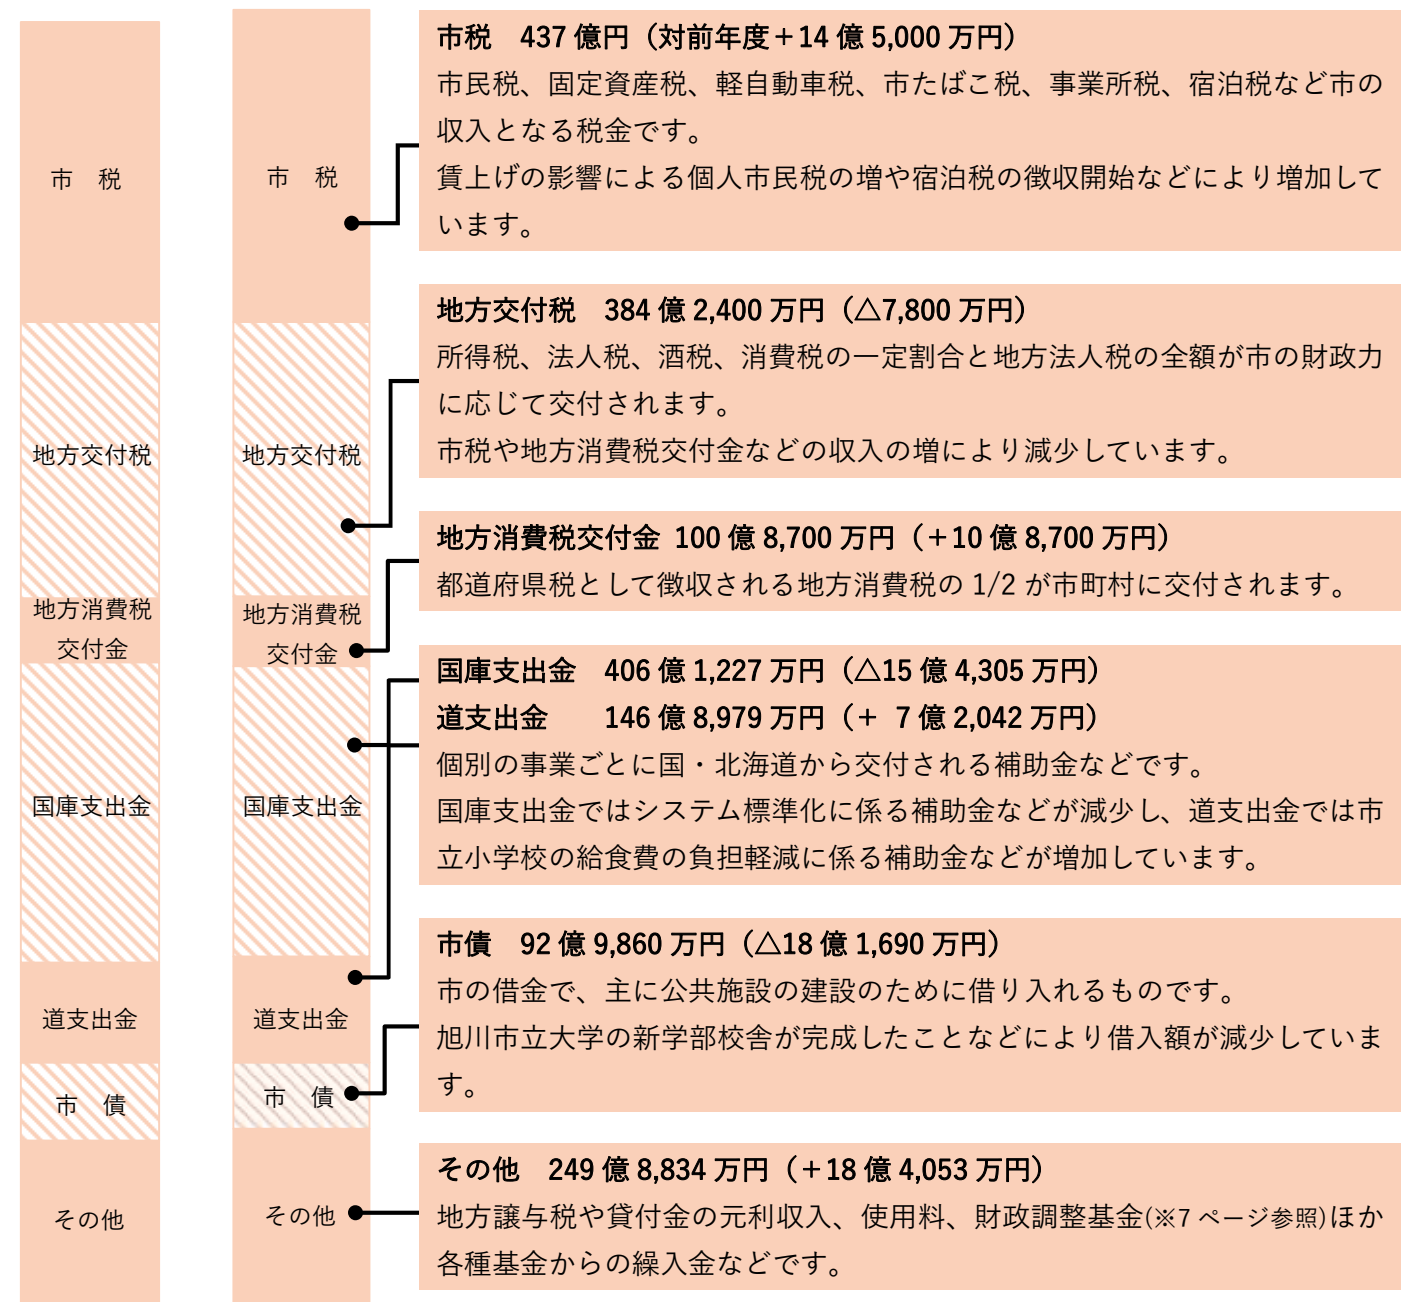 市　税
地方交付税
地方消費税
交付金
国庫支出金
道支出金
市　債
その他
市　税
地方交付税
地方消費税
交付金
国庫支出金
道支出金
市　債
その他
市税　437 億円（対前年度＋14 億 5,000 万円）
市民税、固定資産税、軽自動車税、市たばこ税、事業所税、宿泊税など市の
収入となる税金です。
賃上げの影響による個人市民税の増や宿泊税の徴収開始などにより増加して
います。
地方交付税　384 億 2,400 万円（△7,800 万円）
所得税、法人税、酒税、消費税の一定割合と地方法人税の全額が市の財政力
に応じて交付されます。
市税や地方消費税交付金などの収入の増により減少しています。
地方消費税交付金 100 億 8,700 万円（＋10 億 8,700 万円）
都道府県税として徴収される地方消費税の 1/2 が市町村に交付されます。
国庫支出金　406 億 1,227 万円（△15 億 4,305 万円）
道支出金　　146 億 8,979 万円（＋ 7 億 2,042 万円）
個別の事業ごとに国・北海道から交付される補助金などです。
国庫支出金ではシステム標準化に係る補助金などが減少し、道支出金では市
立小学校の給食費の負担軽減に係る補助金などが増加しています。
市債　92 億 9,860 万円（△18 億 1,690 万円）
市の借金で、主に公共施設の建設のために借り入れるものです。
旭川市立大学の新学部校舎が完成したことなどにより借入額が減少していま
す。
その他　249 億 8,834 万円（＋18 億 4,053 万円）
地方譲与税や貸付金の元利収入、使用料、財政調整基金(※7 ページ参照)ほか
各種基金からの繰入金などです。